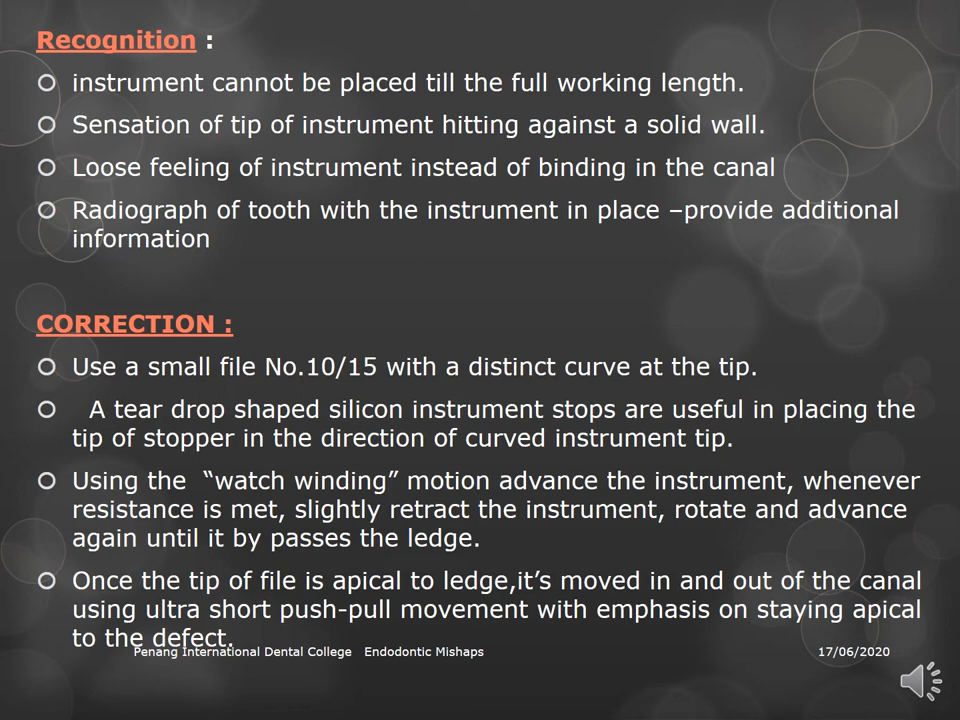 Recognition :
instrument cannot be placed till the full working length.
Sensation of tip of instrument hitting against a solid wall.
Loose feeling of instrument instead of binding in the canal
Radiograph of tooth with the instrument in place –provide additional
information
CORRECTION :
Use a small file No.10/15 with a distinct curve at the tip.
A tear drop shaped silicon instrument stops are useful in placing the
tip of stopper in the direction of curved instrument tip.
Using the “watch winding” motion advance the instrument, whenever
resistance is met, slightly retract the instrument, rotate and advance
again until it by passes the ledge.
Once the tip of file is apical to ledge,it’s moved in and out of the canal
using ultra short push-pull movement with emphasis on staying apical
to the defect.
Penang International Dental College Endodontic Mishaps 17/06/2020